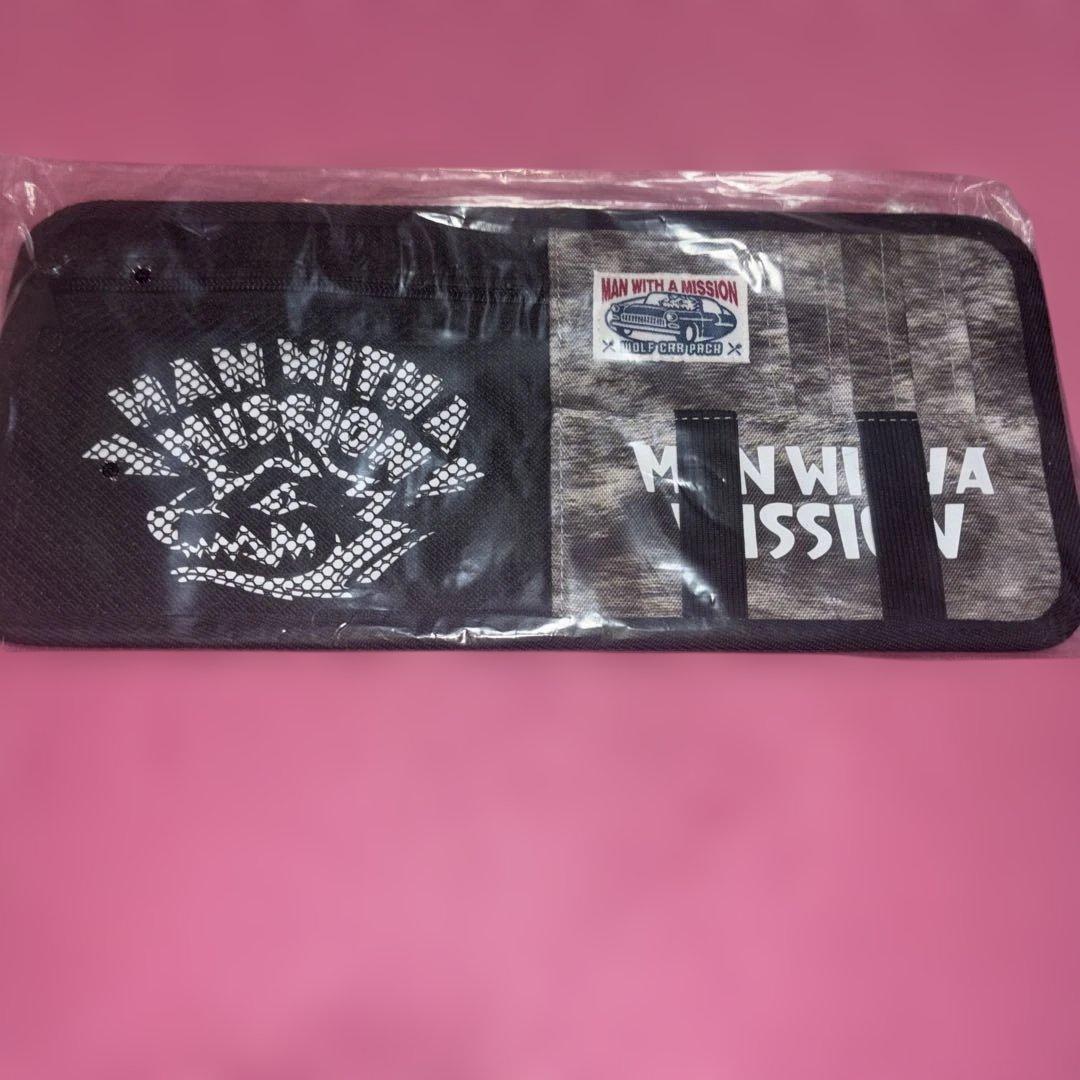 MAN WITH A
MISSION
MAN WITH A MISSION
WOLF CAR PACK
MAN WITH A
MISSION